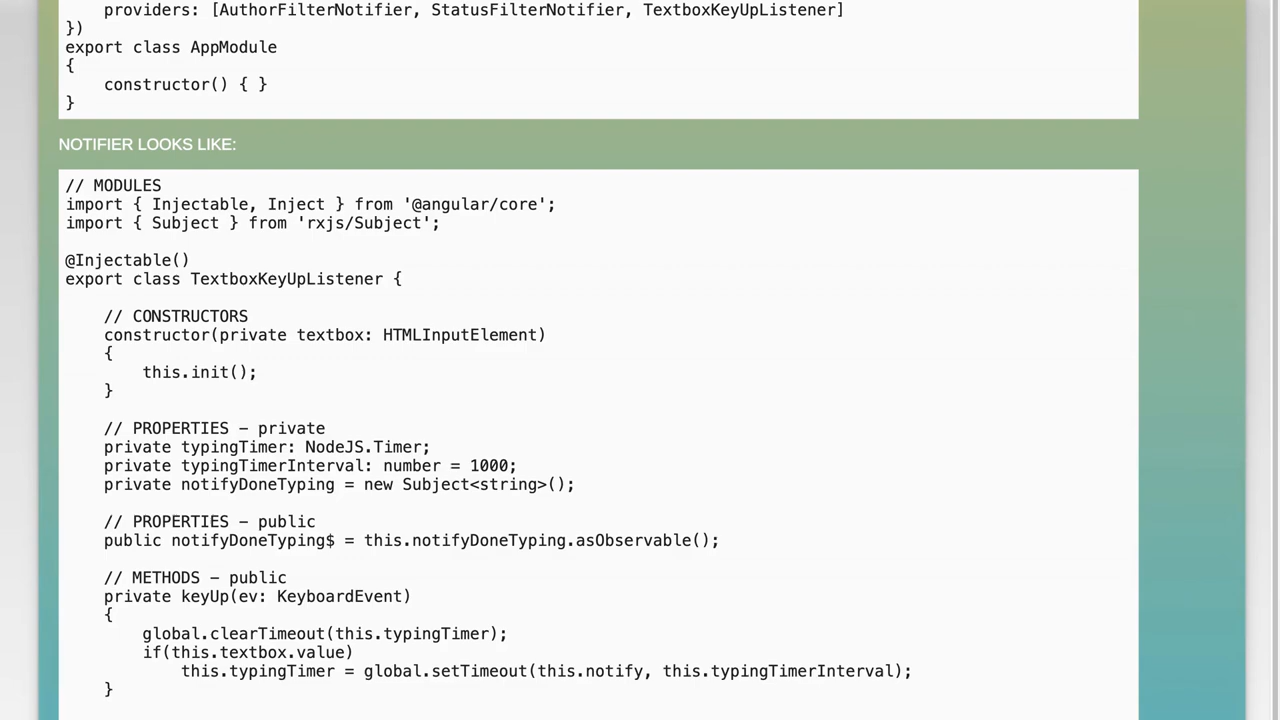 providers: [AuthorFilterNotifier, StatusFilterNotifier, TextboxKeyUpListener]
})
export class AppModule
{
constructor() { }
}
NOTIFIER LOOKS LIKE:
// MODULES
import { Injectable, Inject } from '@angular/core';
import { Subject } from 'rxjs/Subject';
@Injectable()
export class TextboxKeyUpListener {
// CONSTRUCTORS
constructor(private textbox: HTMLInputElement)
{
this.init();
}
// PROPERTIES – private
private typingTimer: NodeJS.Timer;
private typingTimerInterval: number = 1000;
private notifyDoneTyping = new Subject<string>();
// PROPERTIES – public
public notifyDoneTyping$ = this.notifyDoneTyping.asObservable();
// METHODS – public
private keyUp(ev: KeyboardEvent)
{
global.clearTimeout(this.typingTimer);
if(this.textbox.value)
this.typingTimer = global.setTimeout(this.notify, this.typingTimerInterval);
}